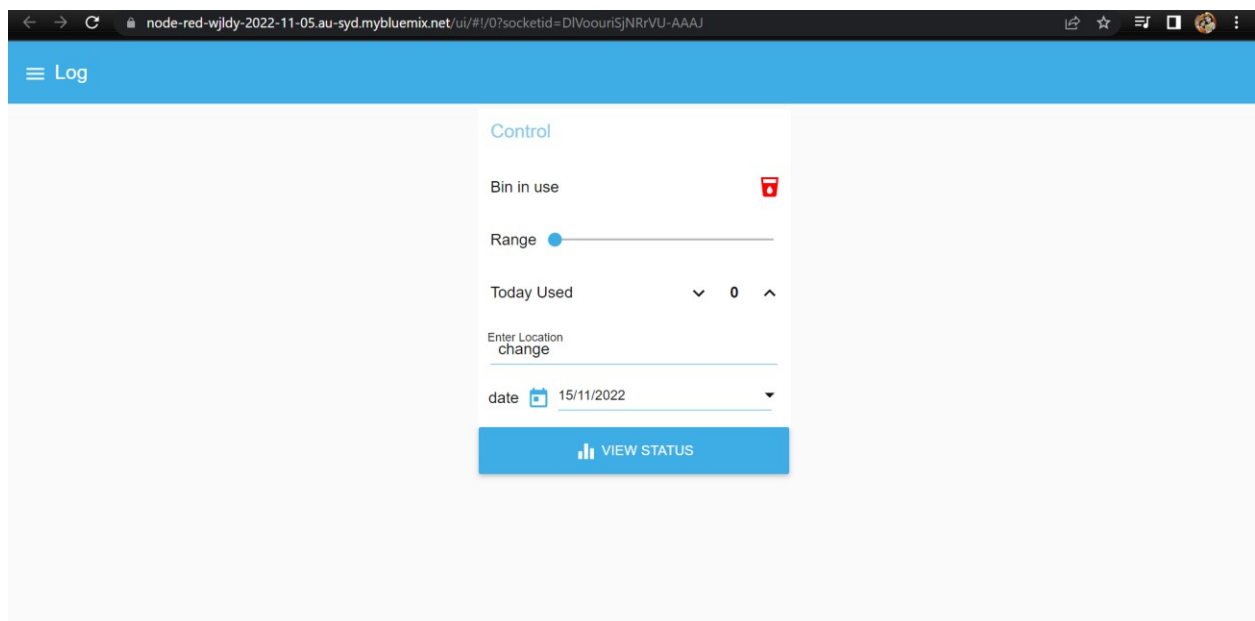 node-red-wjldy-2022-11-05.au-syd.mybluemix.net/ui/#!/0?socketid=DlVoouriSjNRrVU-AAAJ
Log
Control
Bin in use
Range
Today Used 0
Enter Location
change
date 15/11/2022
VIEW STATUS